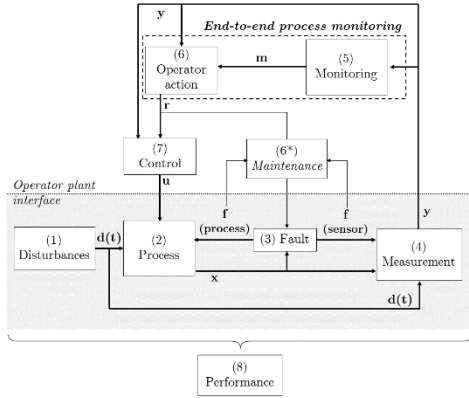 y
End-to-end process monitoring
(6)
Operator
action
m
(5)
Monitoring
r
(7)
Control
(6*)
Maintenance
Operator-plant
interface
u
f
f
y
(1)
Disturbances
d(t)
(2)
Process
(process)
(3) Fault
(sensor)
(4)
Measurement
x
d(t)
(8)
Performance